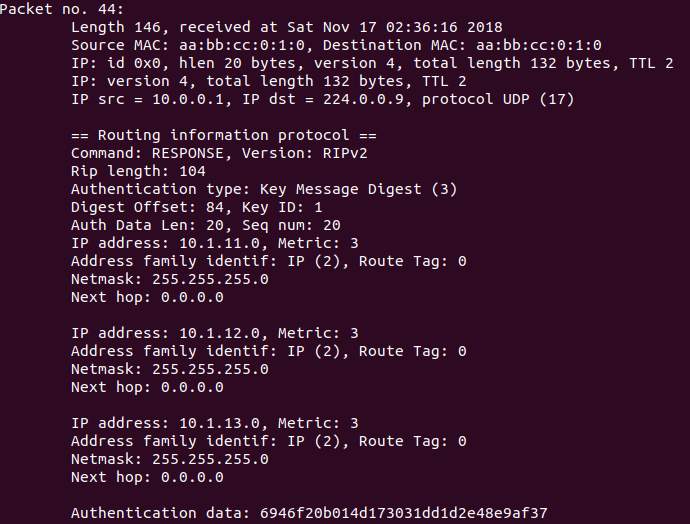 Packet no. 44:
Length 146, received at Sat Nov 17 02:36:16 2018
Source MAC: aa:bb:cc:0:1:0, Destination MAC: aa:bb:cc:0:1:0
IP: id 0x0, hlen 20 bytes, version 4, total length 132 bytes, TTL 2
IP: version 4, total length 132 bytes, TTL 2
IP src = 10.0.0.1, IP dst = 224.0.0.9, protocol UDP (17)
== Routing information protocol ==
Command: RESPONSE, Version: RIPv2
Rip length: 104
Authentication type: Key Message Digest (3)
Digest Offset: 84, Key ID: 1
Auth Data Len: 20, Seq num: 20
IP address: 10.1.11.0, Metric: 3
Address family identif: IP (2), Route Tag: 0
Netmask: 255.255.255.0
Next hop: 0.0.0.0
IP address: 10.1.12.0, Metric: 3
Address family identif: IP (2), Route Tag: 0
Netmask: 255.255.255.0
Next hop: 0.0.0.0
IP address: 10.1.13.0, Metric: 3
Address family identif: IP (2), Route Tag: 0
Netmask: 255.255.255.0
Next hop: 0.0.0.0
Authentication data: 6946f20b014d173031dd1d2e48e9af37